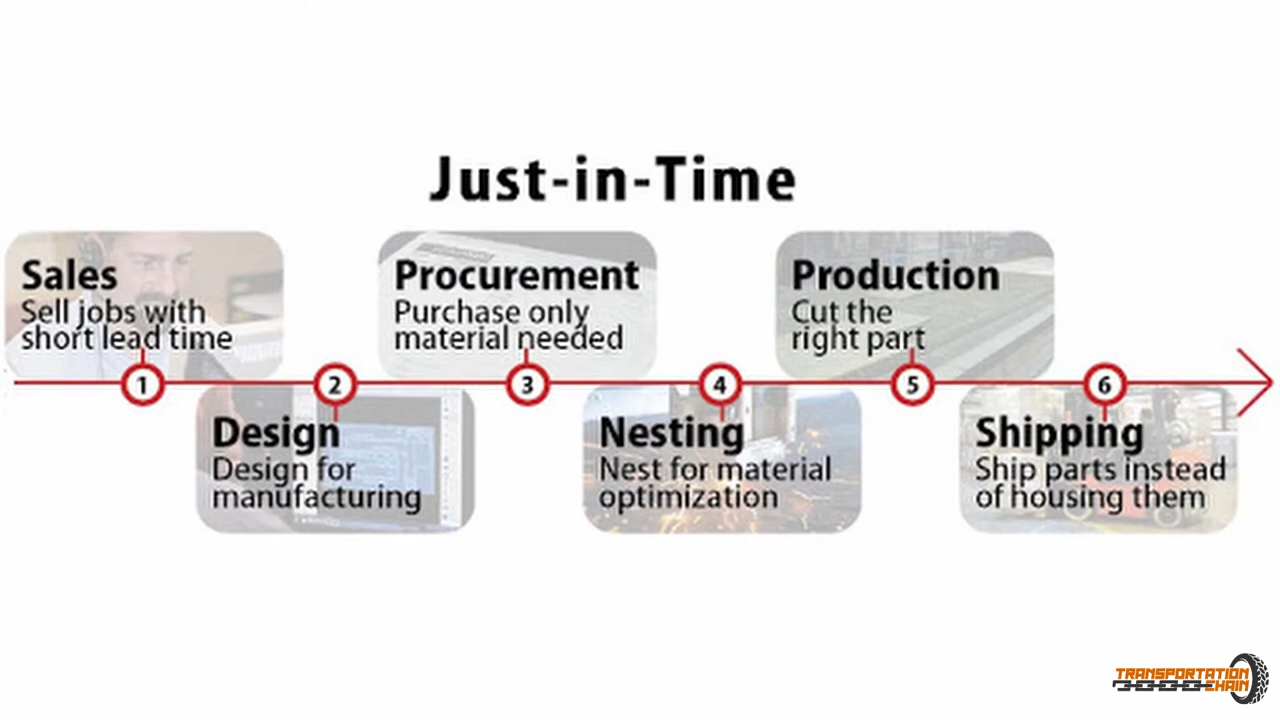 Just-in-Time
Sales
Sell jobs with
short lead time
1
Design
Design for
manufacturing
2
Procurement
Purchase only
material needed
3
Nesting
Nest for material
optimization
4
Production
Cut the
right part
5
Shipping
Ship parts instead
of housing them
6
TRANSPORTATION
CHAIN